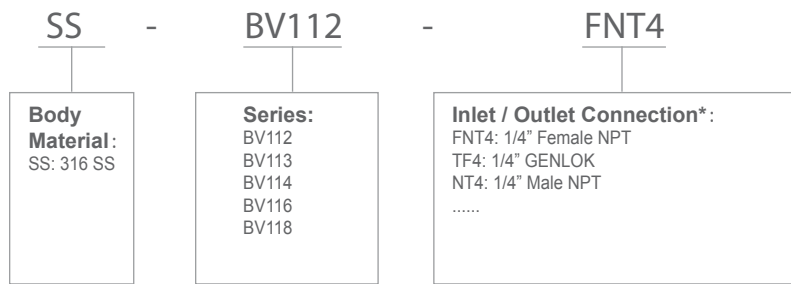 SS - BV112 - FNT4
Body
Material:
SS: 316 SS
Series:
BV112
BV113
BV114
BV116
BV118
Inlet / Outlet Connection*:
FNT4: 1/4” Female NPT
TF4: 1/4” GENLOK
NT4: 1/4” Male NPT
......